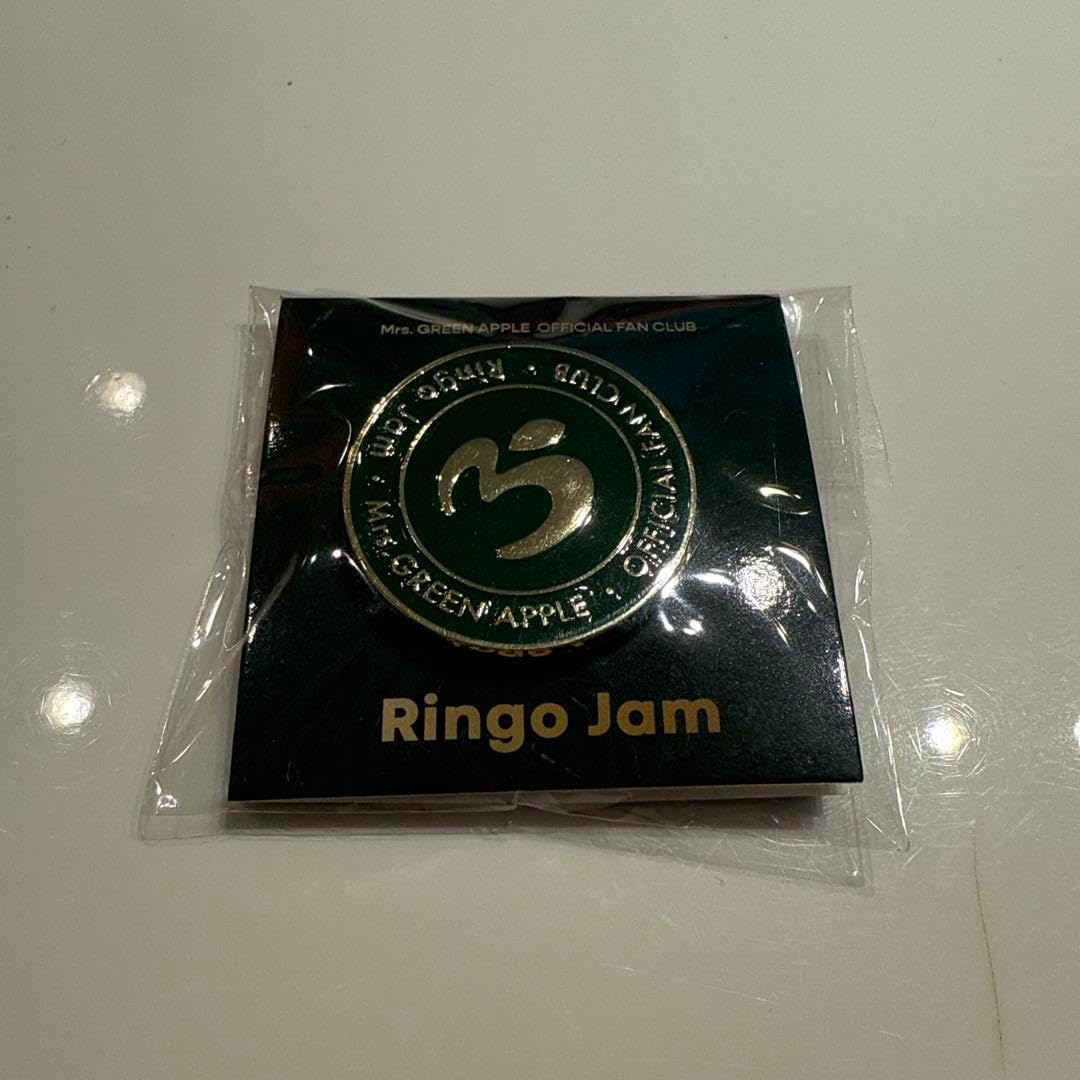 Mrs. GREEN APPLE OFFICIAL FAN CLUB
Ringo Jam • Mrs. GREEN APPLE • OFFICIAL FAN CLUB •
Ringo Jam